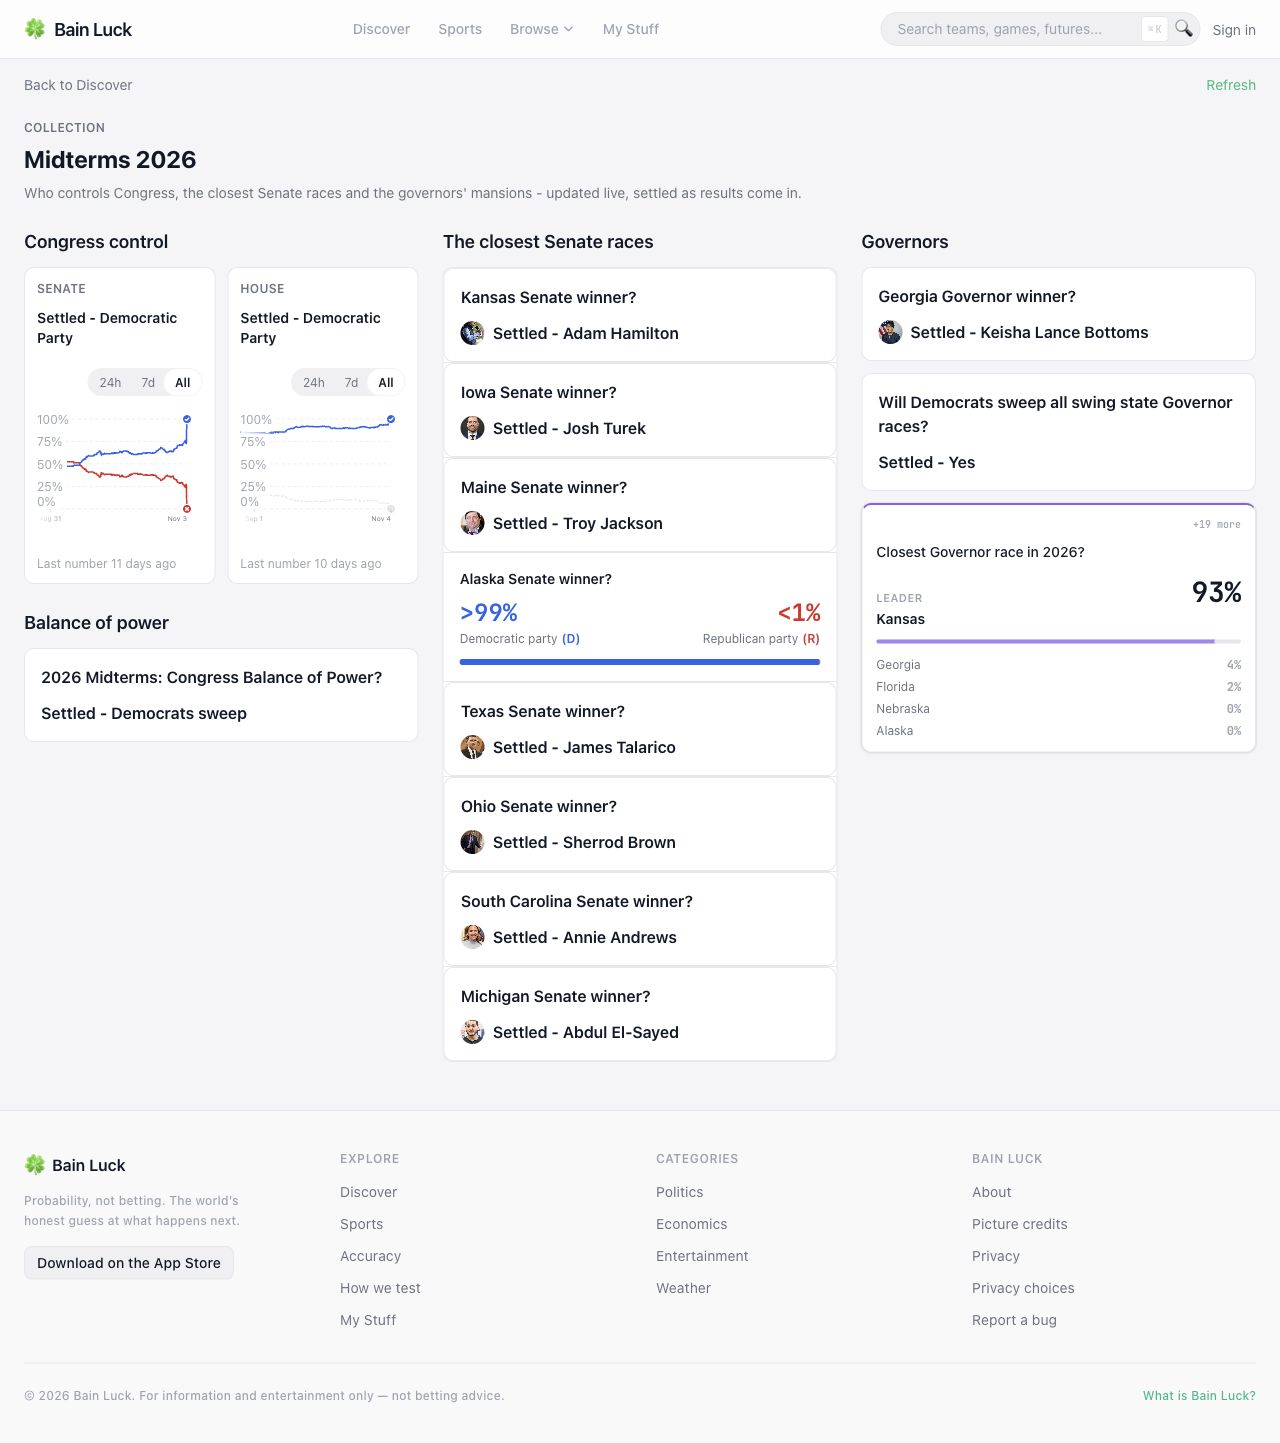 Bain Luck
Discover
Sports
Browse
My Stuff
Search teams, games, futures...
⌘K
Sign in
Back to Discover
Refresh
COLLECTION
Midterms 2026
Who controls Congress, the closest Senate races and the governors' mansions - updated live, settled as results come in.
Congress control
SENATE
Settled - Democratic
Party
24h 7d All
100%
75%
50%
25%
0%
ug 31
Nov 3
Last number 11 days ago
HOUSE
Settled - Democratic
Party
24h 7d All
100%
75%
50%
25%
0%
Sep 1
Nov 4
Last number 10 days ago
Balance of power
2026 Midterms: Congress Balance of Power?
Settled - Democrats sweep
The closest Senate races
Kansas Senate winner?
Settled - Adam Hamilton
Iowa Senate winner?
Settled - Josh Turek
Maine Senate winner?
Settled - Troy Jackson
Alaska Senate winner?
>99%
<1%
Democratic party (D)
Republican party (R)
Texas Senate winner?
Settled - James Talarico
Ohio Senate winner?
Settled - Sherrod Brown
South Carolina Senate winner?
Settled - Annie Andrews
Michigan Senate winner?
Settled - Abdul El-Sayed
Governors
Georgia Governor winner?
Settled - Keisha Lance Bottoms
Will Democrats sweep all swing state Governor
races?
Settled - Yes
+19 more
Closest Governor race in 2026?
LEADER
93%
Kansas
Georgia 4%
Florida 2%
Nebraska 0%
Alaska 0%
Bain Luck
Probability, not betting. The world's
honest guess at what happens next.
Download on the App Store
EXPLORE
Discover
Sports
Accuracy
How we test
My Stuff
CATEGORIES
Politics
Economics
Entertainment
Weather
BAIN LUCK
About
Picture credits
Privacy
Privacy choices
Report a bug
© 2026 Bain Luck. For information and entertainment only — not betting advice.
What is Bain Luck?